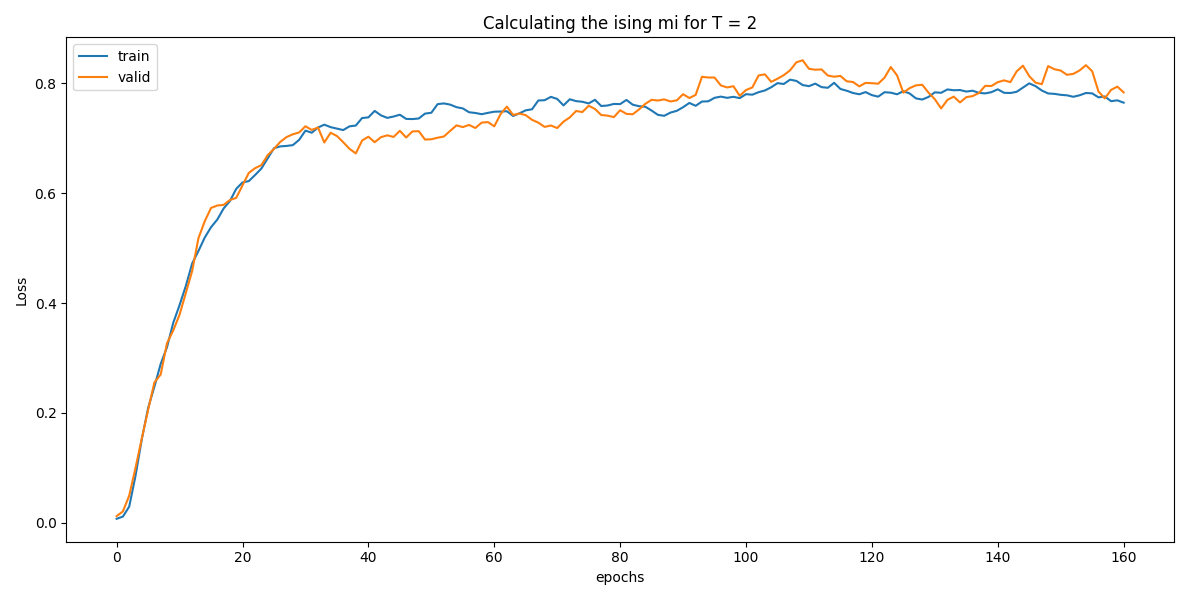 Calculating the ising mi for T = 2
train
valid
Loss
0.8
0.6
0.4
0.2
0.0
0 20 40 60 80 100 120 140 160
epochs